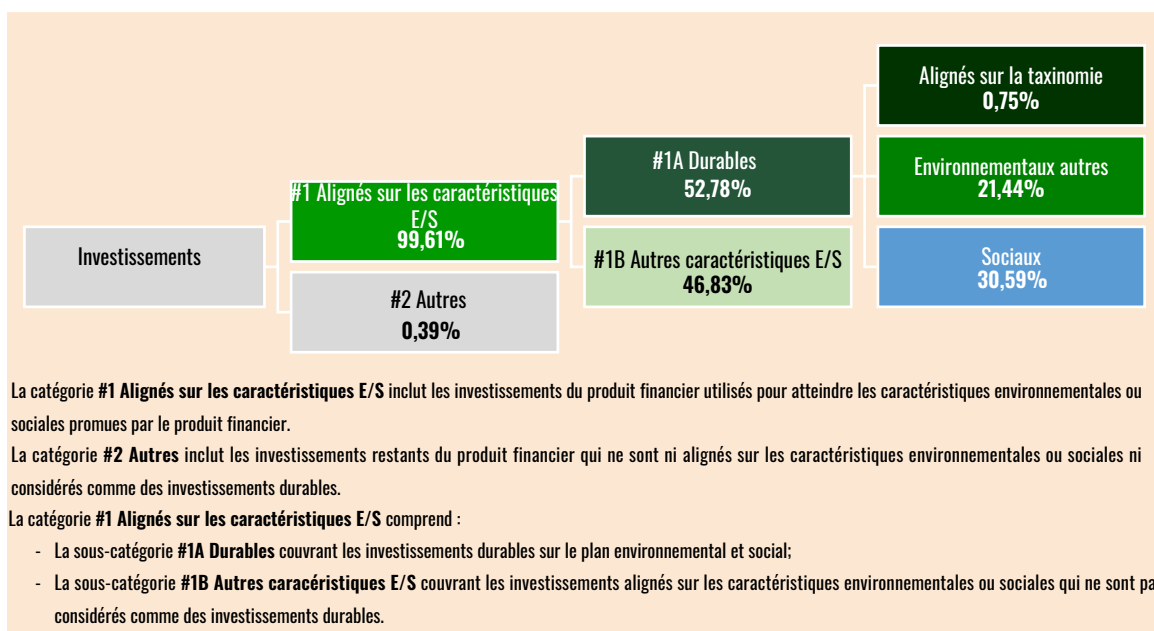 Alignés sur la taxinomie
0,75%
#1A Durables
52,78%
Environnementaux autres
21,44%
#1 Alignés sur les caractéristiques
E/S
99,61%
Investissements
#1B Autres caractéristiques E/S
46,83%
Sociaux
30,59%
#2 Autres
0,39%
La catégorie #1 Alignés sur les caractéristiques E/S inclut les investissements du produit financier utilisés pour atteindre les caractéristiques environnementales ou
sociales promues par le produit financier.
La catégorie #2 Autres inclut les investissements restants du produit financier qui ne sont ni alignés sur les caractéristiques environnementales ou sociales ni
considérés comme des investissements durables.
La catégorie #1 Alignés sur les caractéristiques E/S comprend :
- La sous-catégorie #1A Durables couvrant les investissements durables sur le plan environnemental et social;
- La sous-catégorie #1B Autres caracéristiques E/S couvrant les investissements alignés sur les caractéristiques environnementales ou sociales qui ne sont pa
considérés comme des investissements durables.